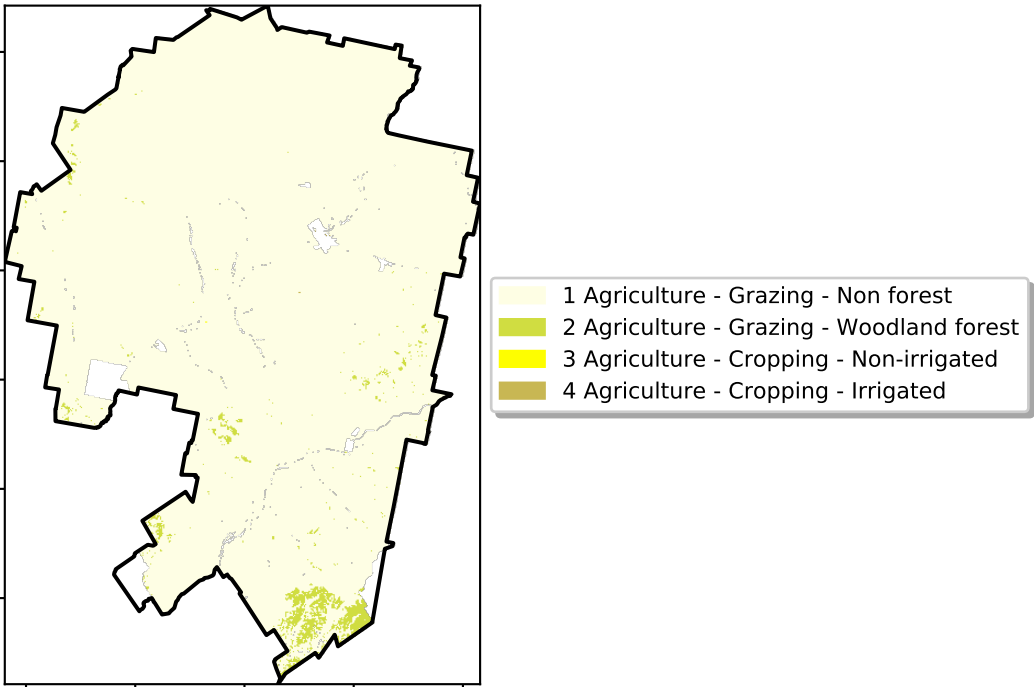 1 Agriculture - Grazing - Non forest
2 Agriculture - Grazing - Woodland forest
3 Agriculture - Cropping - Non-irrigated
4 Agriculture - Cropping - Irrigated